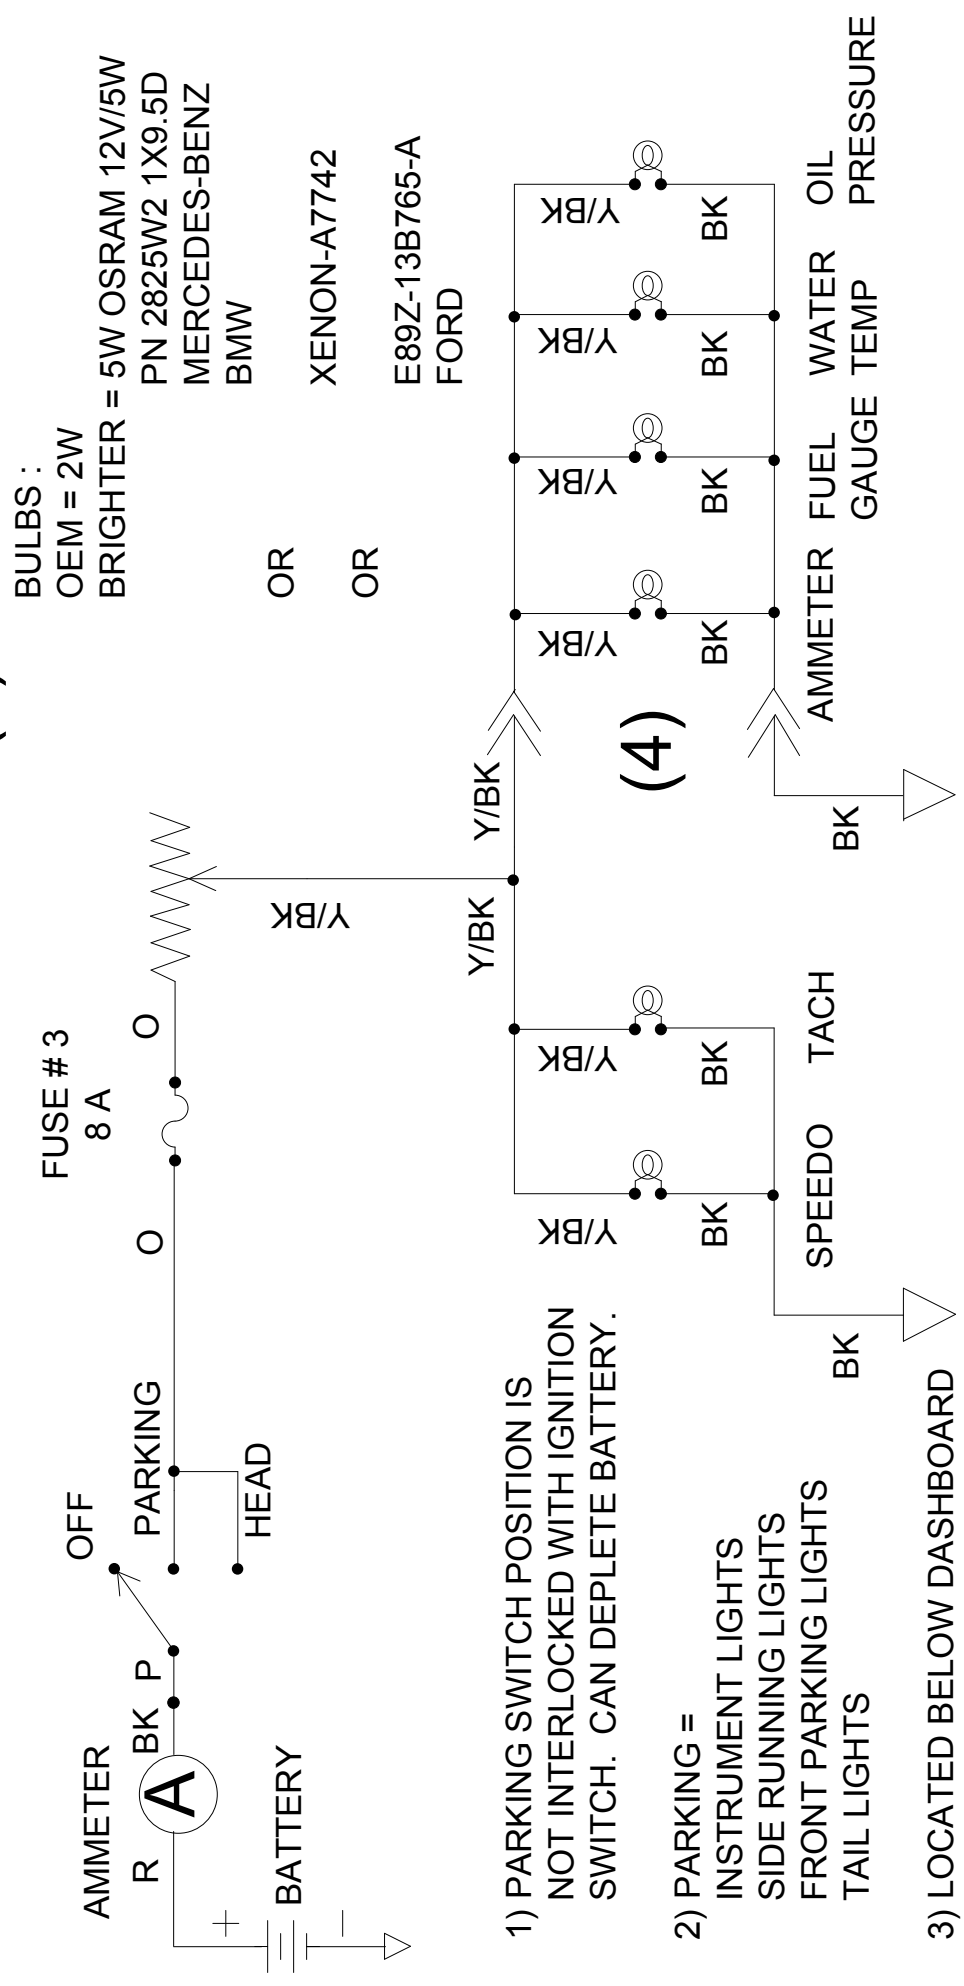 BULBS :
OEM = 2W
BRIGHTER = 5W OSRAM 12V/5W
PN 2825W2 1X9.5D
MERCEDES-BENZ
BMW
OR XENON-A7742
OR E89Z-13B765-A
FORD
FUSE # 3
8 A
OFF
AMMETER
R
A
BK
P
PARKING
O
O
HEAD
BATTERY
+
–
Y/BK
Y/BK
Y/BK
Y/BK
Y/BK
Y/BK
Y/BK
Y/BK
Y/BK
(4)
BK
BK
BK
BK
BK
BK
SPEEDO
TACH
AMMETER
FUEL
GAUGE
WATER
TEMP
OIL
PRESSURE
BK
BK
1) PARKING SWITCH POSITION IS
NOT INTERLOCKED WITH IGNITION
SWITCH. CAN DEPLETE BATTERY.
2) PARKING =
INSTRUMENT LIGHTS
SIDE RUNNING LIGHTS
FRONT PARKING LIGHTS
TAIL LIGHTS
3) LOCATED BELOW DASHBOARD